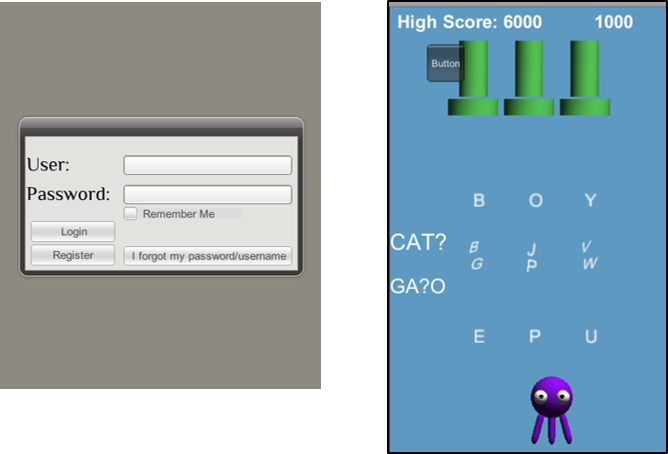 User:
Password:
Remember Me
Login
Register
I forgot my password/username
High Score: 6000 1000
Button
B O Y
CAT?
B J V
G P W
GA?O
E P U